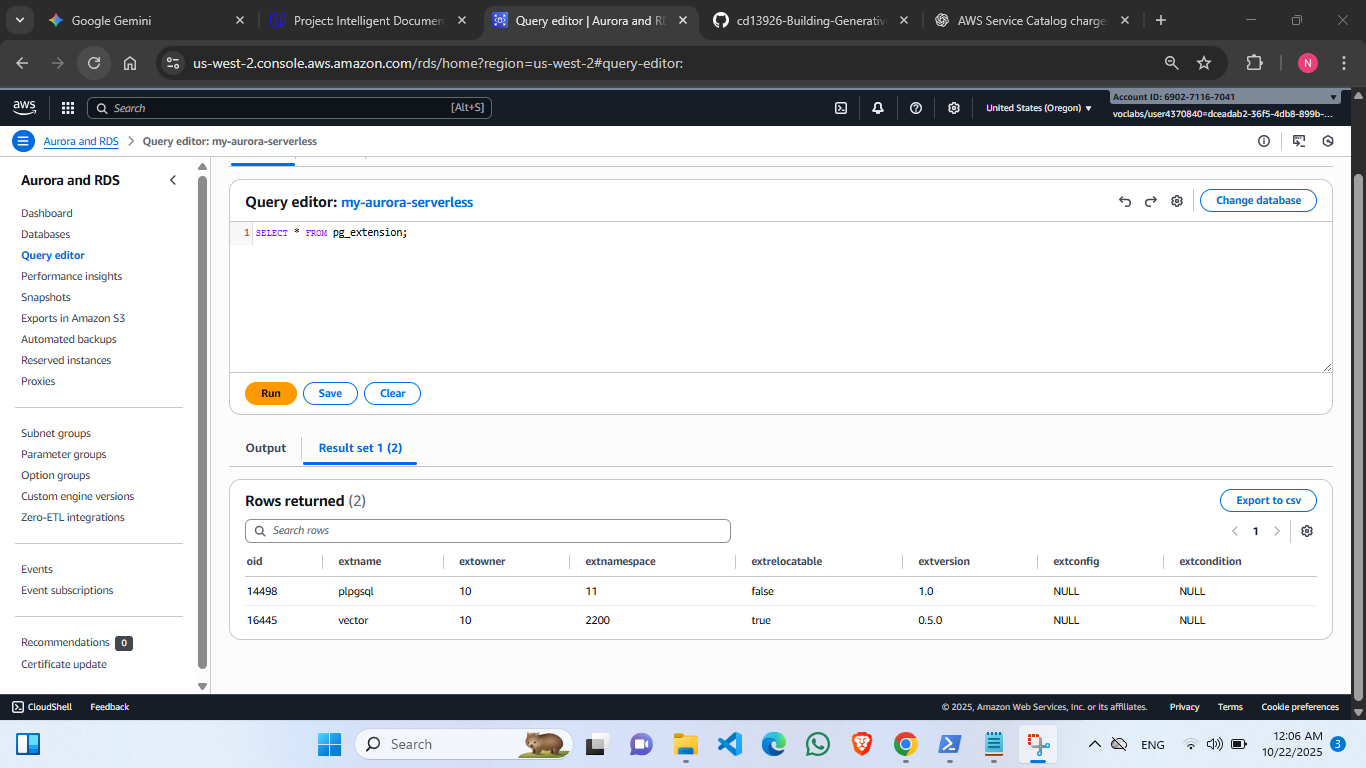 Google Gemini
Project: Intelligent Documen
Query editor | Aurora and RD
cd13926-Building-Generative
AWS Service Catalog charge
us-west-2.console.aws.amazon.com/rds/home?region=us-west-2#query-editor:
N
aws
Search [Alt+S]
United States (Oregon)
Account ID: 6902-7116-7041
voclabs/user4370840=dceadab2-36f5-4db8-899b-...
Aurora and RDS > Query editor: my-aurora-serverless
Aurora and RDS
Dashboard
Databases
Query editor
Performance insights
Snapshots
Exports in Amazon S3
Automated backups
Reserved instances
Proxies
Subnet groups
Parameter groups
Option groups
Custom engine versions
Zero-ETL integrations
Events
Event subscriptions
Recommendations 0
Certificate update
Query editor: my-aurora-serverless
Change database
1 SELECT * FROM pg_extension;
Run Save Clear
Output Result set 1 (2)
Rows returned (2)
Export to csv
Search rows
1
oid extname extowner extnamespace extrelocatable extversion extconfig extcondition
14498 plpgsql 10 11 false 1.0 NULL NULL
16445 vector 10 2200 true 0.5.0 NULL NULL
CloudShell Feedback
© 2025, Amazon Web Services, Inc. or its affiliates. Privacy Terms Cookie preferences
Search
ENG
12:06 AM
10/22/2025
3